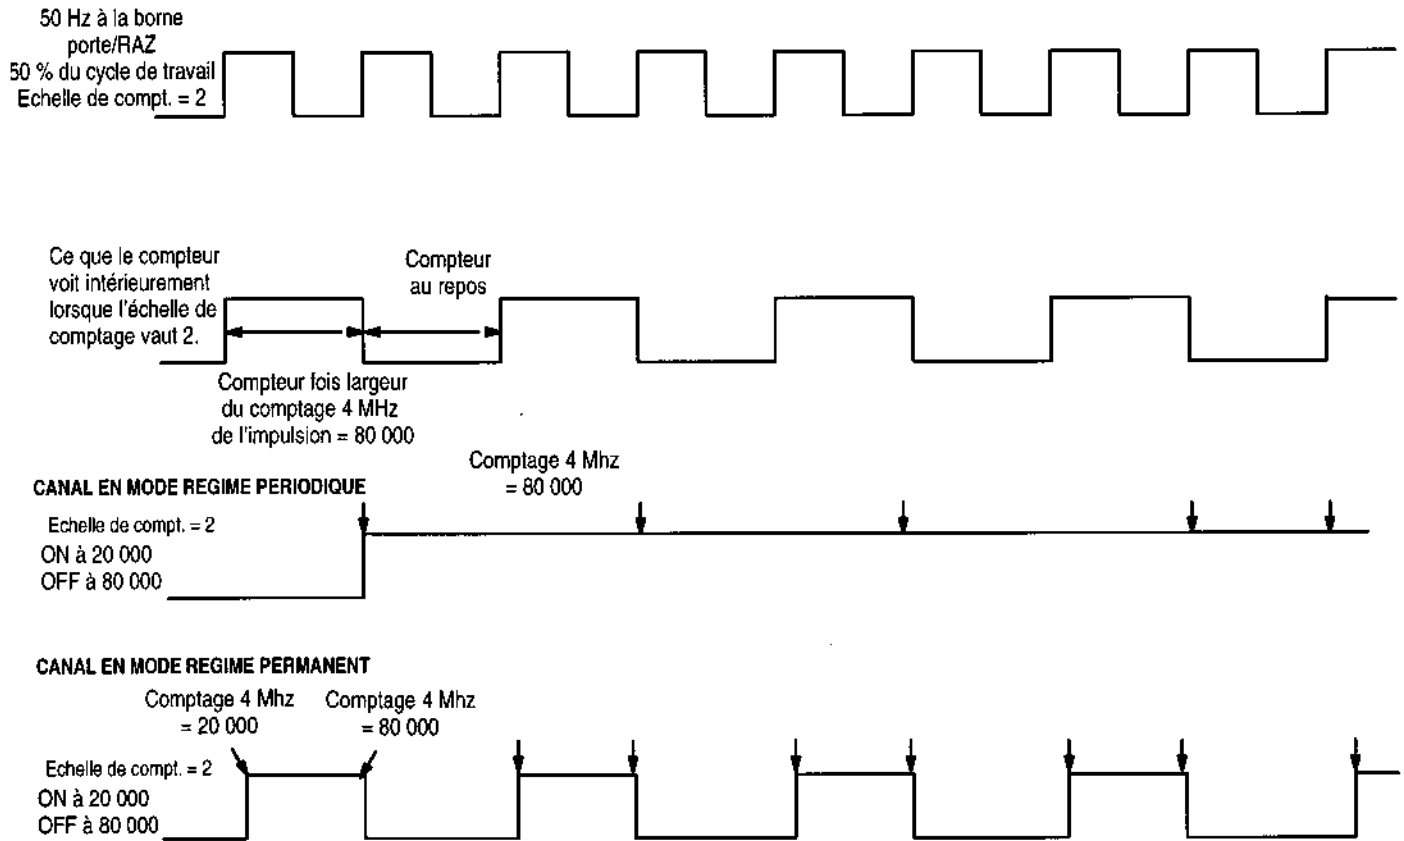 50 Hz à la borne
porte/RAZ
50 % du cycle de travail
Echelle de compt. = 2
Ce que le compteur
voit intérieurement
lorsque l'échelle de
comptage vaut 2.
Compteur
au repos
Compteur fois largeur
du comptage 4 MHz
de l'impulsion = 80 000
CANAL EN MODE REGIME PERIODIQUE
Comptage 4 Mhz
= 80 000
Echelle de compt. = 2
ON à 20 000
OFF à 80 000
CANAL EN MODE REGIME PERMANENT
Comptage 4 Mhz
= 20 000
Comptage 4 Mhz
= 80 000
Echelle de compt. = 2
ON à 20 000
OFF à 80 000